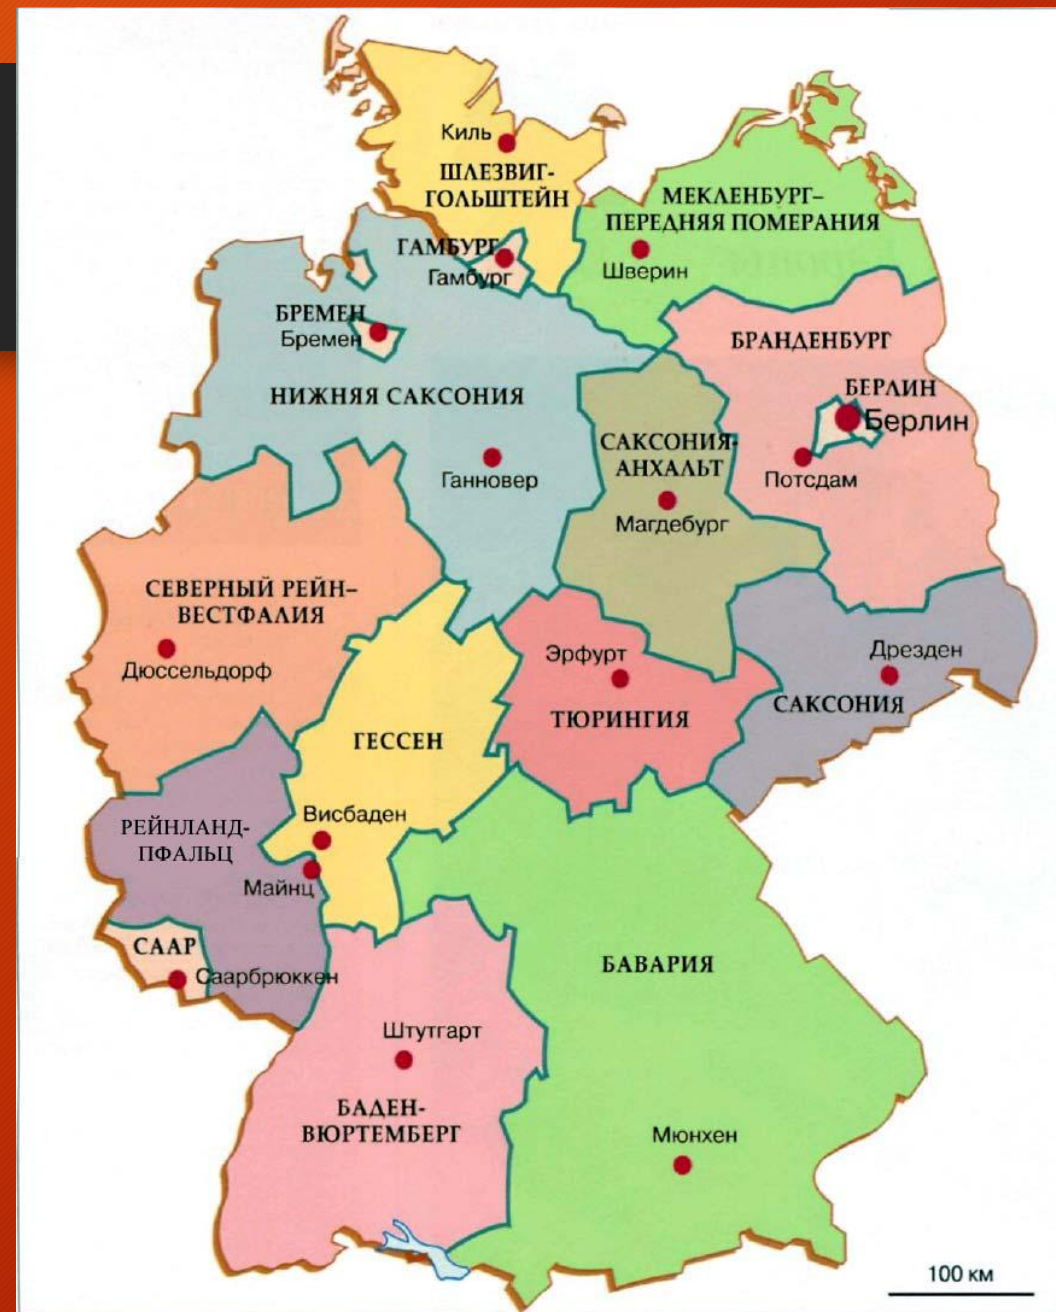 Киль
ШЛЕЗВИГ-
ГОЛЬШТЕЙН
МЕКЛЕНБУРГ–
ПЕРЕДНЯЯ ПОМЕРАНИЯ
Шверин
ГАМБУРГ
Гамбург
БРЕМЕН
Бремен
НИЖНЯЯ САКСОНИЯ
Ганновер
БРАНДЕНБУРГ
БЕРЛИН
Берлин
Потсдам
САКСОНИЯ-
АНХАЛЬТ
Магдебург
СЕВЕРНЫЙ РЕЙН–
ВЕСТФАЛИЯ
Дюссельдорф
Эрфурт
ТЮРИНГИЯ
Дрезден
САКСОНИЯ
ГЕССЕН
Висбаден
РЕЙНЛАНД-
ПФАЛЬЦ
Майнц
СААР
Саарбрюккен
БАВАРИЯ
Штутгарт
БАДЕН-
ВЮРТЕМБЕРГ
Мюнхен
100 км